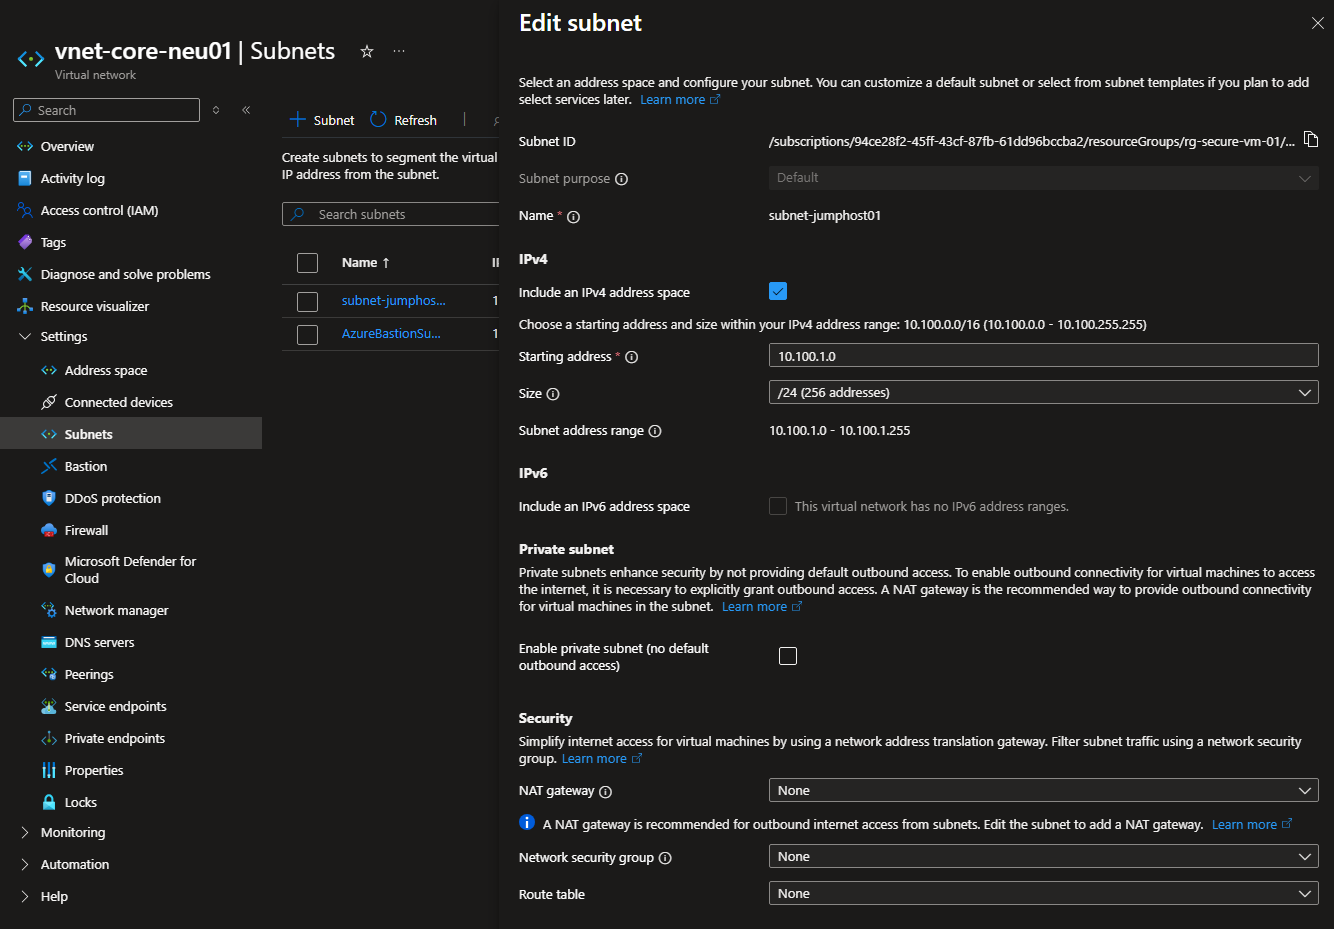 vnet-core-neu01 | Subnets
Virtual network
Search
Overview
Activity log
Access control (IAM)
Tags
Diagnose and solve problems
Resource visualizer
Settings
Address space
Connected devices
Subnets
Bastion
DDoS protection
Firewall
Microsoft Defender for
Cloud
Network manager
DNS servers
Peerings
Service endpoints
Private endpoints
Properties
Locks
Monitoring
Automation
Help
Subnet Refresh
Create subnets to segment the virtual
IP address from the subnet.
Search subnets
Name ↑
subnet-jumphos... 1
AzureBastionSu... 1
Edit subnet
Select an address space and configure your subnet. You can customize a default subnet or select from subnet templates if you plan to add
select services later. Learn more
Subnet ID /subscriptions/94ce28f2-45ff-43cf-87fb-61dd96bccba2/resourceGroups/rg-secure-vm-01/...
Subnet purpose Default
Name * subnet-jumphost01
IPv4
Include an IPv4 address space
Choose a starting address and size within your IPv4 address range: 10.100.0.0/16 (10.100.0.0 - 10.100.255.255)
Starting address * 10.100.1.0
Size /24 (256 addresses)
Subnet address range 10.100.1.0 - 10.100.1.255
IPv6
Include an IPv6 address space This virtual network has no IPv6 address ranges.
Private subnet
Private subnets enhance security by not providing default outbound access. To enable outbound connectivity for virtual machines to access
the internet, it is necessary to explicitly grant outbound access. A NAT gateway is the recommended way to provide outbound connectivity
for virtual machines in the subnet. Learn more
Enable private subnet (no default
outbound access)
Security
Simplify internet access for virtual machines by using a network address translation gateway. Filter subnet traffic using a network security
group. Learn more
NAT gateway None
A NAT gateway is recommended for outbound internet access from subnets. Edit the subnet to add a NAT gateway. Learn more
Network security group None
Route table None